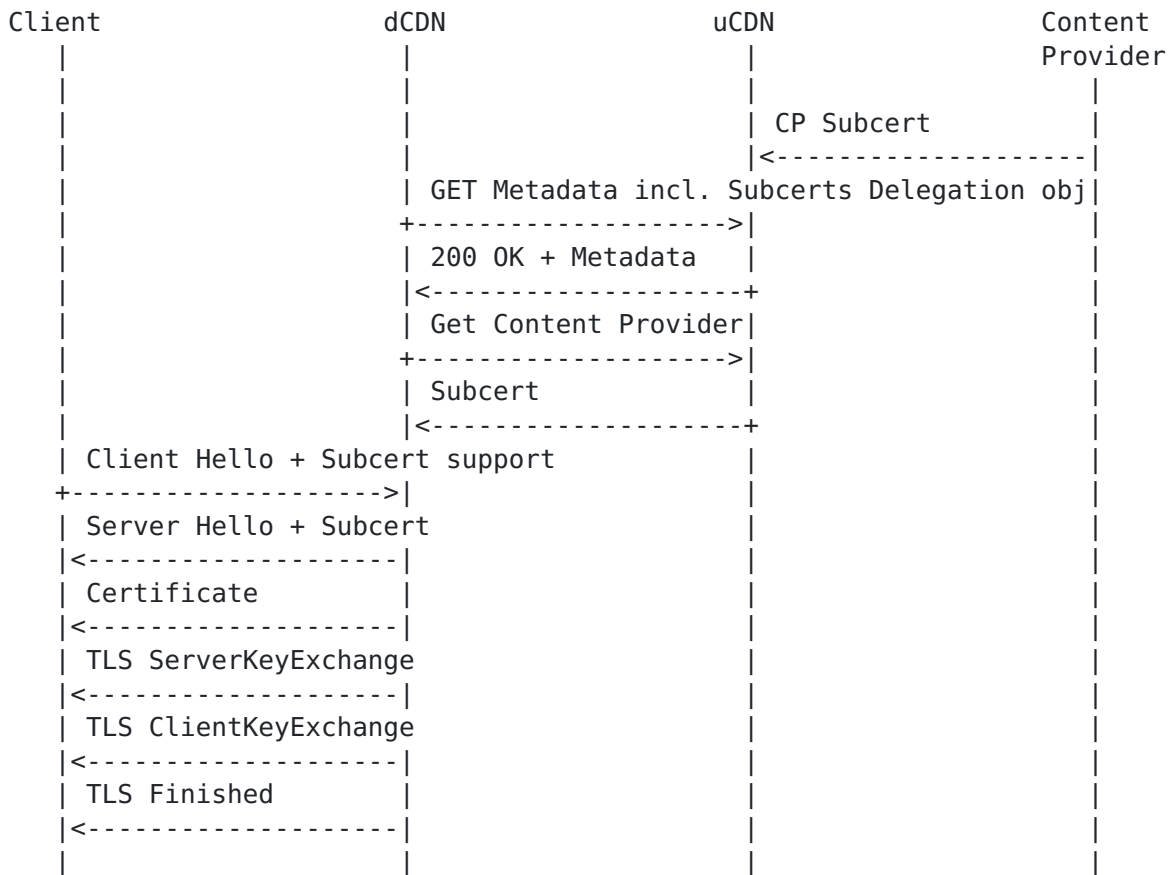 Client dCDN uCDN Content
Provider
CP Subcert
GET Metadata incl. Subcerts Delegation obj
200 OK + Metadata
Get Content Provider
Subcert
Client Hello + Subcert support
Server Hello + Subcert
Certificate
TLS ServerKeyExchange
TLS ClientKeyExchange
TLS Finished